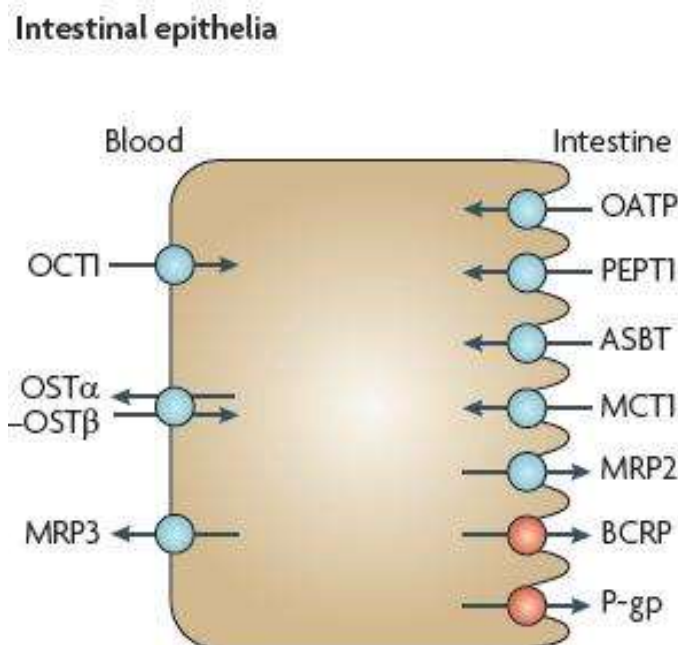 Intestinal epithelia
Blood
Intestine
OATP
OCT1
PEPT1
ASBT
OSTα
–OSTβ
MCT1
MRP2
MRP3
BCRP
P-gp